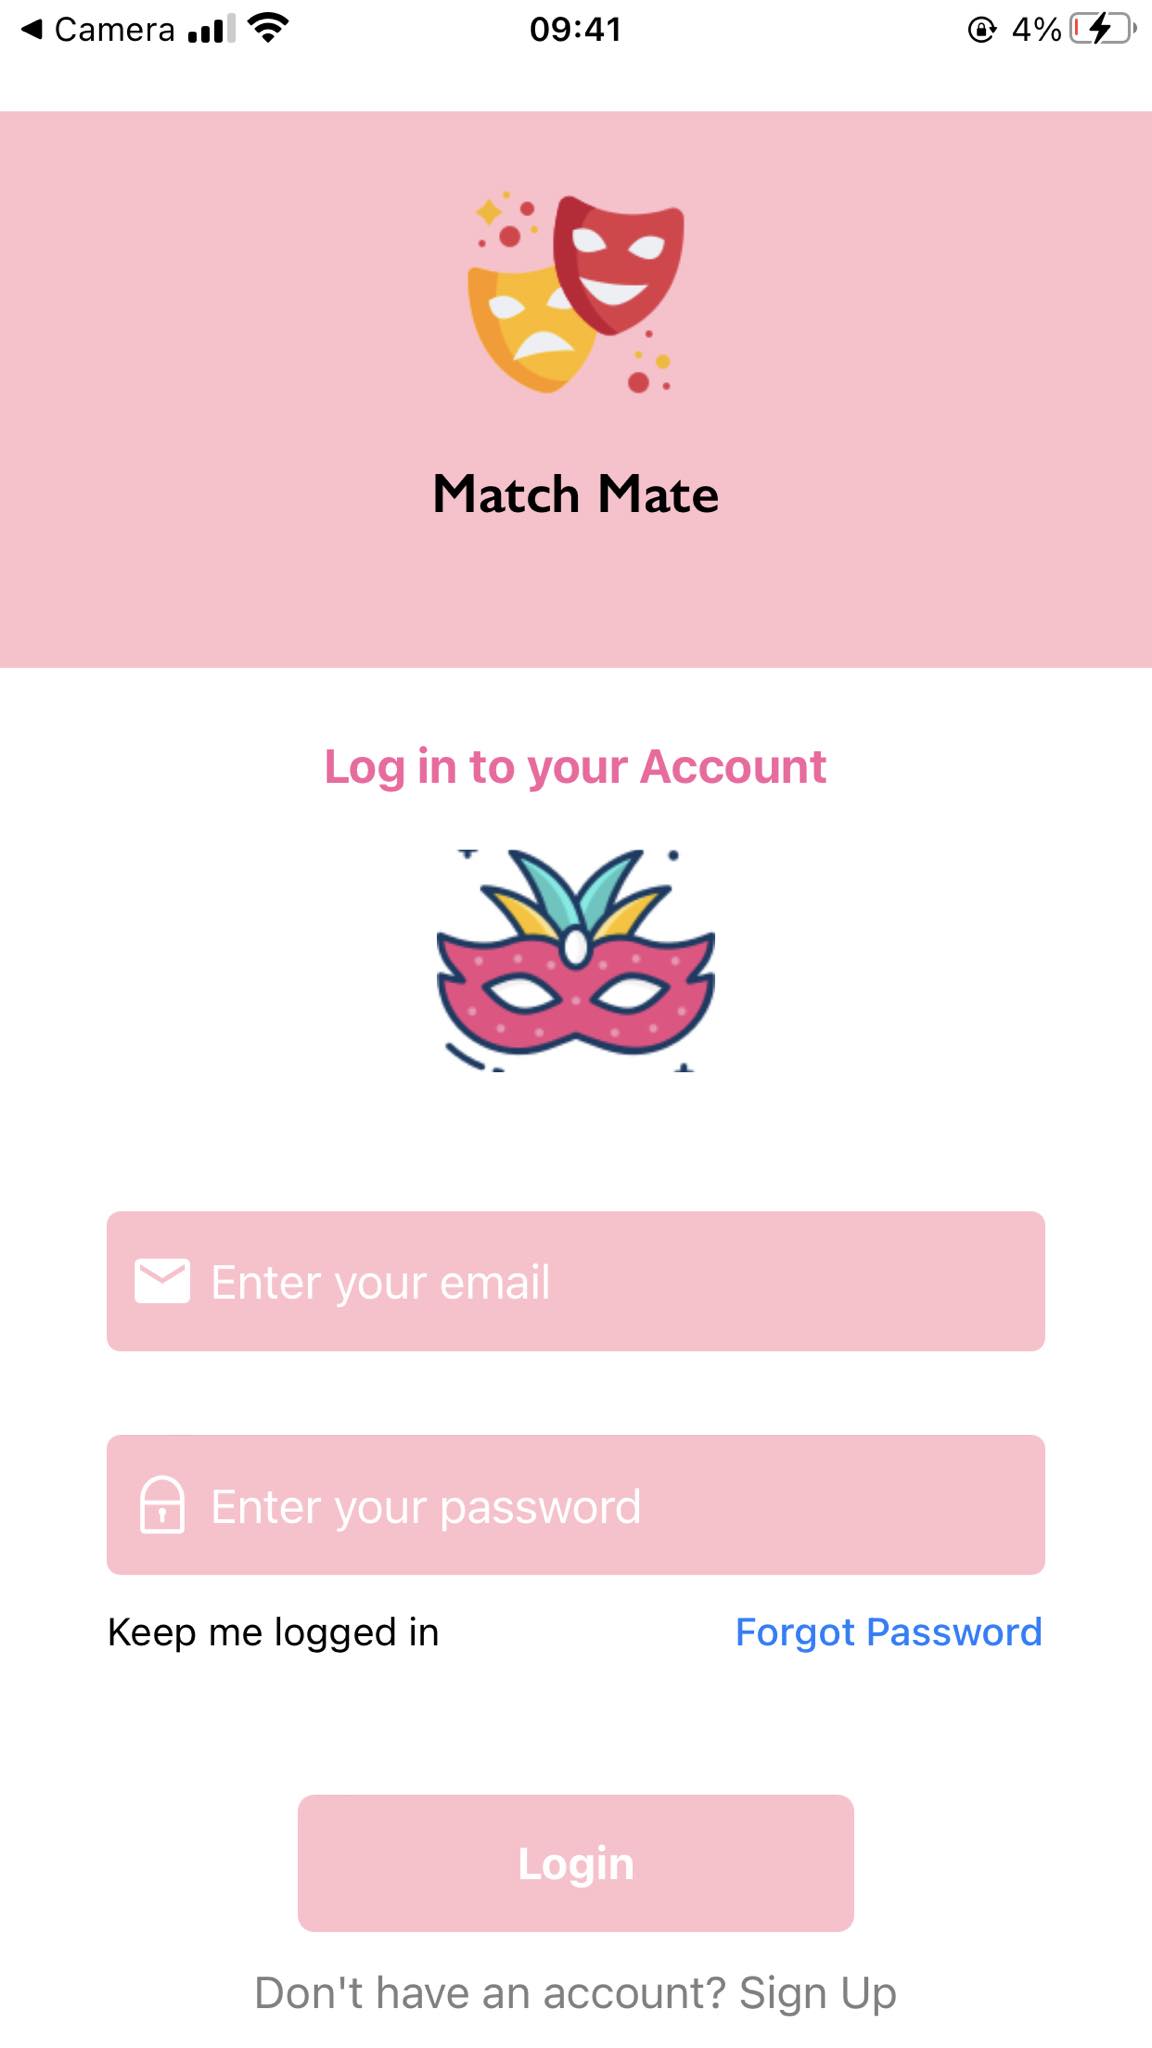 Camera 09:41 4%
Match Mate
Log in to your Account
Enter your email
Enter your password
Keep me logged in Forgot Password
Login
Don't have an account? Sign Up